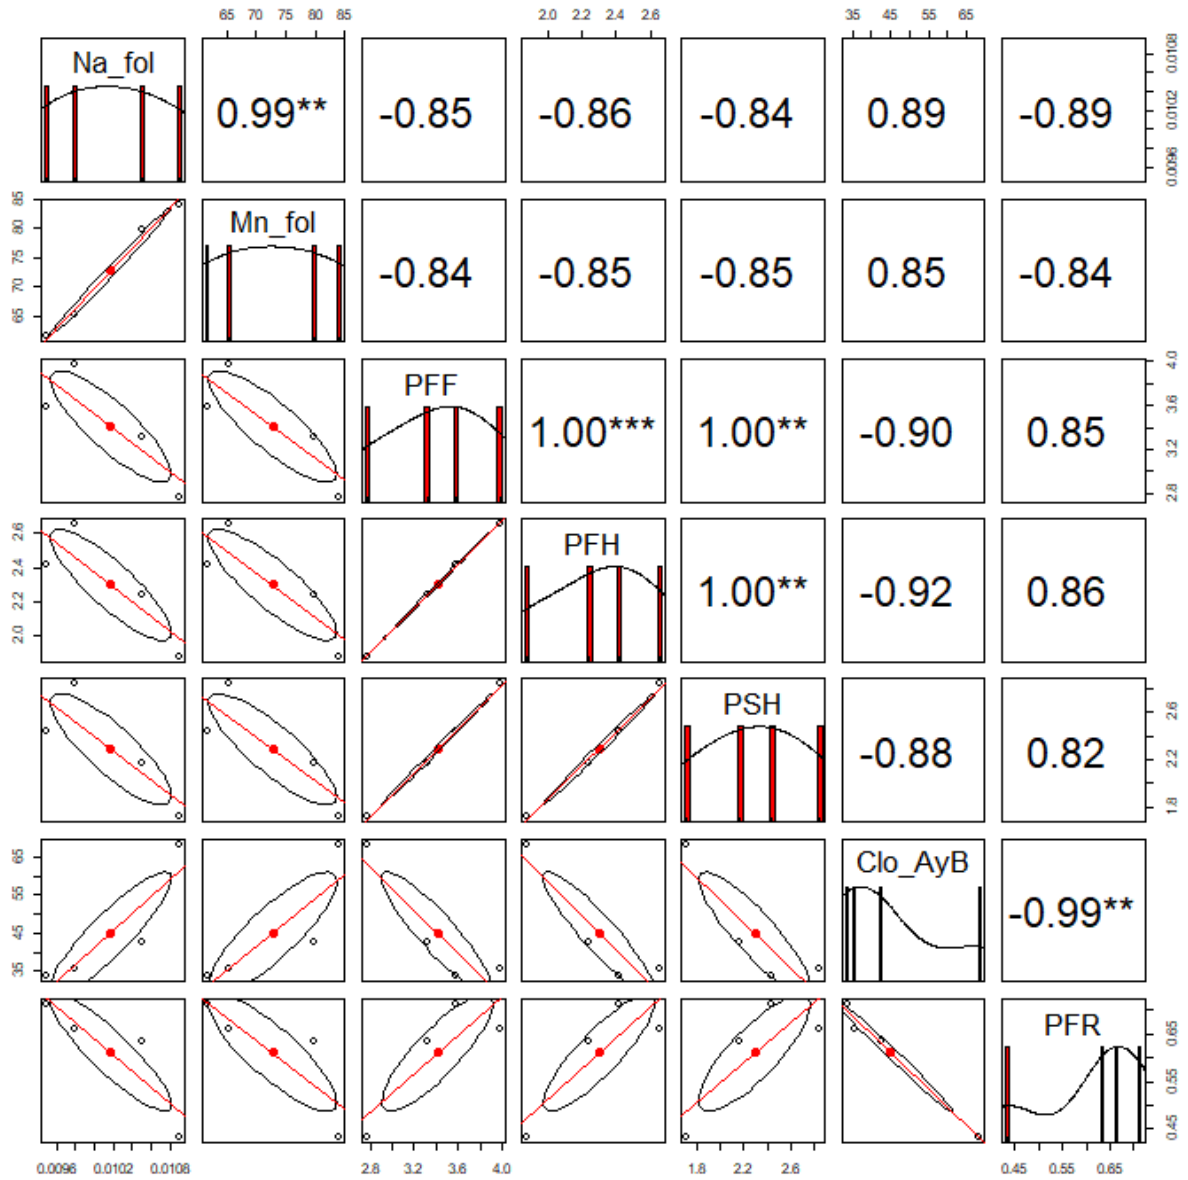 65 70 75 80 85 2.0 2.2 2.4 2.6 35 45 55 65
Na_fol 0.99** -0.85 -0.86 -0.84 0.89 -0.89 0.0096 0.0102 0.0108
65 70 75 80 85 Mn_fol -0.84 -0.85 -0.85 0.85 -0.84
PFF 1.00*** 1.00** -0.90 0.85 2.8 3.2 3.6 4.0
2.0 2.2 2.4 2.6 PFH 1.00** -0.92 0.86
PSH -0.88 0.82 1.8 2.2 2.6
35 45 55 65 Clo_AyB -0.99**
PFR 0.45 0.55 0.65
0.0096 0.0102 0.0108 2.8 3.2 3.6 4.0 1.8 2.2 2.6 0.45 0.55 0.65